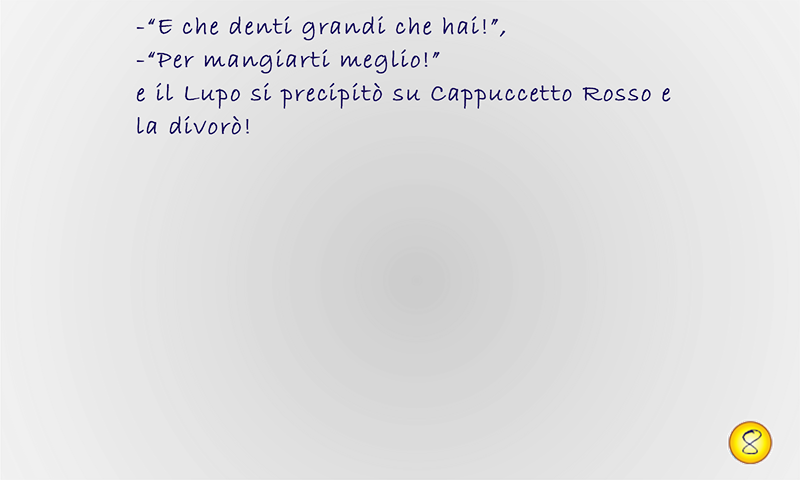 -“E che denti grandi che hai!”,
-“Per mangiarti meglio!”
e il Lupo si precipitò su Cappuccetto Rosso e
la divorò!
8